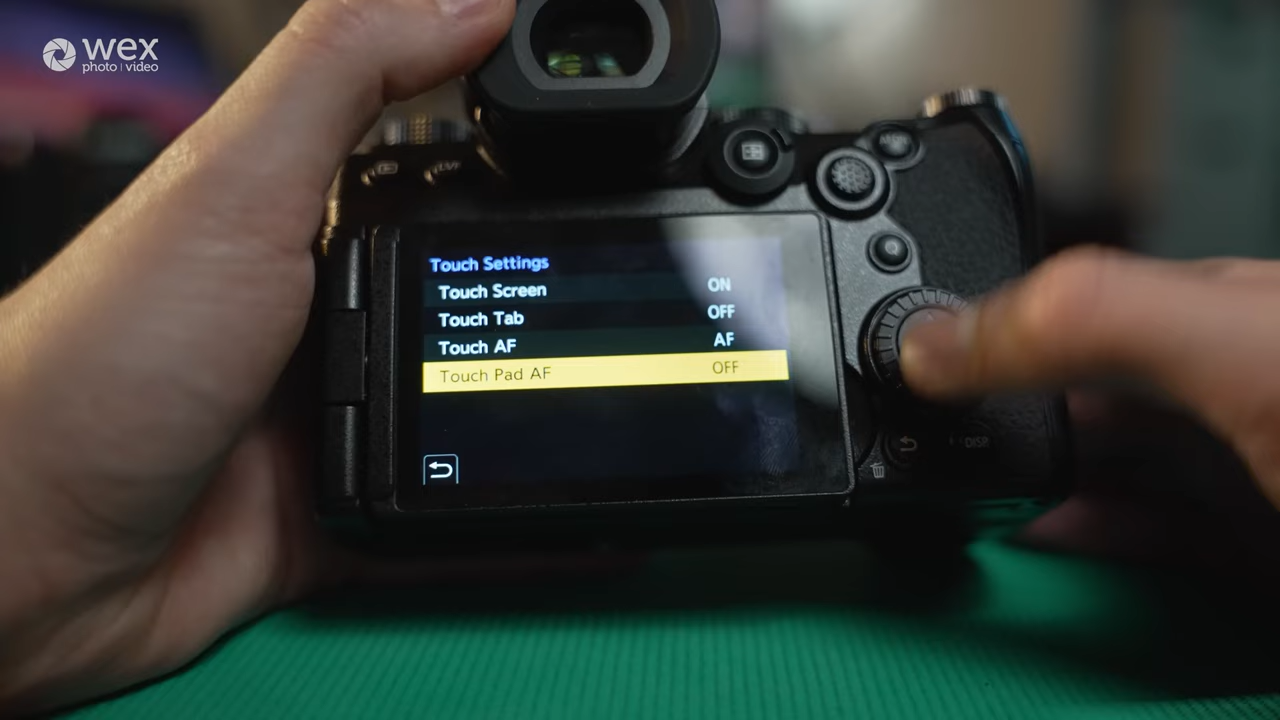 wex
photo | video
LVF
Touch Settings
Touch Screen ON
Touch Tab OFF
Touch AF AF
Touch Pad AF OFF
Q
DISP.